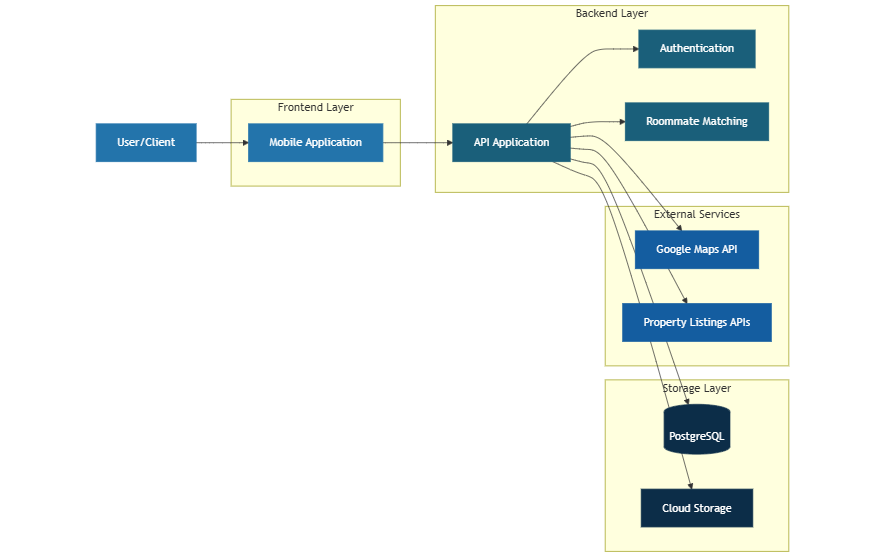 Backend Layer
Authentication
Frontend Layer
Roommate Matching
User/Client
Mobile Application
API Application
External Services
Google Maps API
Property Listings APIs
Storage Layer
PostgreSQL
Cloud Storage